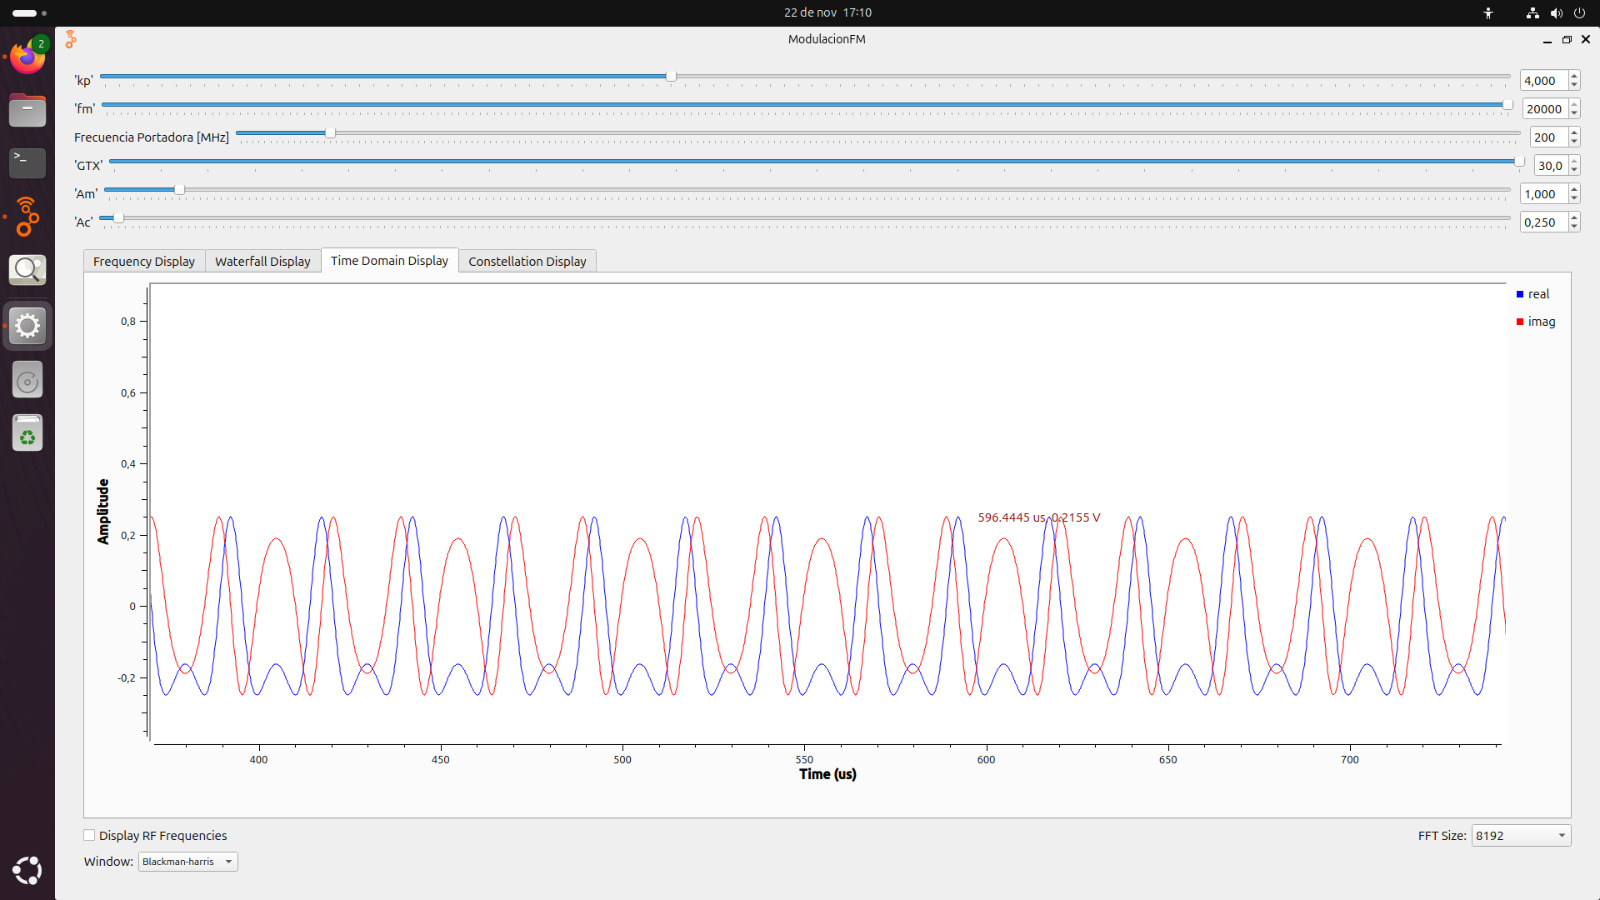 22 de nov 17:10
2
ModulacionFM
'kp' 4,000
'fm' 20000
Frecuencia Portadora [MHz] 200
'GTX' 30,0
'Am' 1,000
'Ac' 0,250
Frequency Display Waterfall Display Time Domain Display Constellation Display
real
imag
0,8
0,6
0,4
0,2
0
-0,2
Amplitude
596.4445 us, 0.2155 V
400 450 500 550 600 650 700
Time (us)
Display RF Frequencies
FFT Size: 8192
Window: Blackman-harris